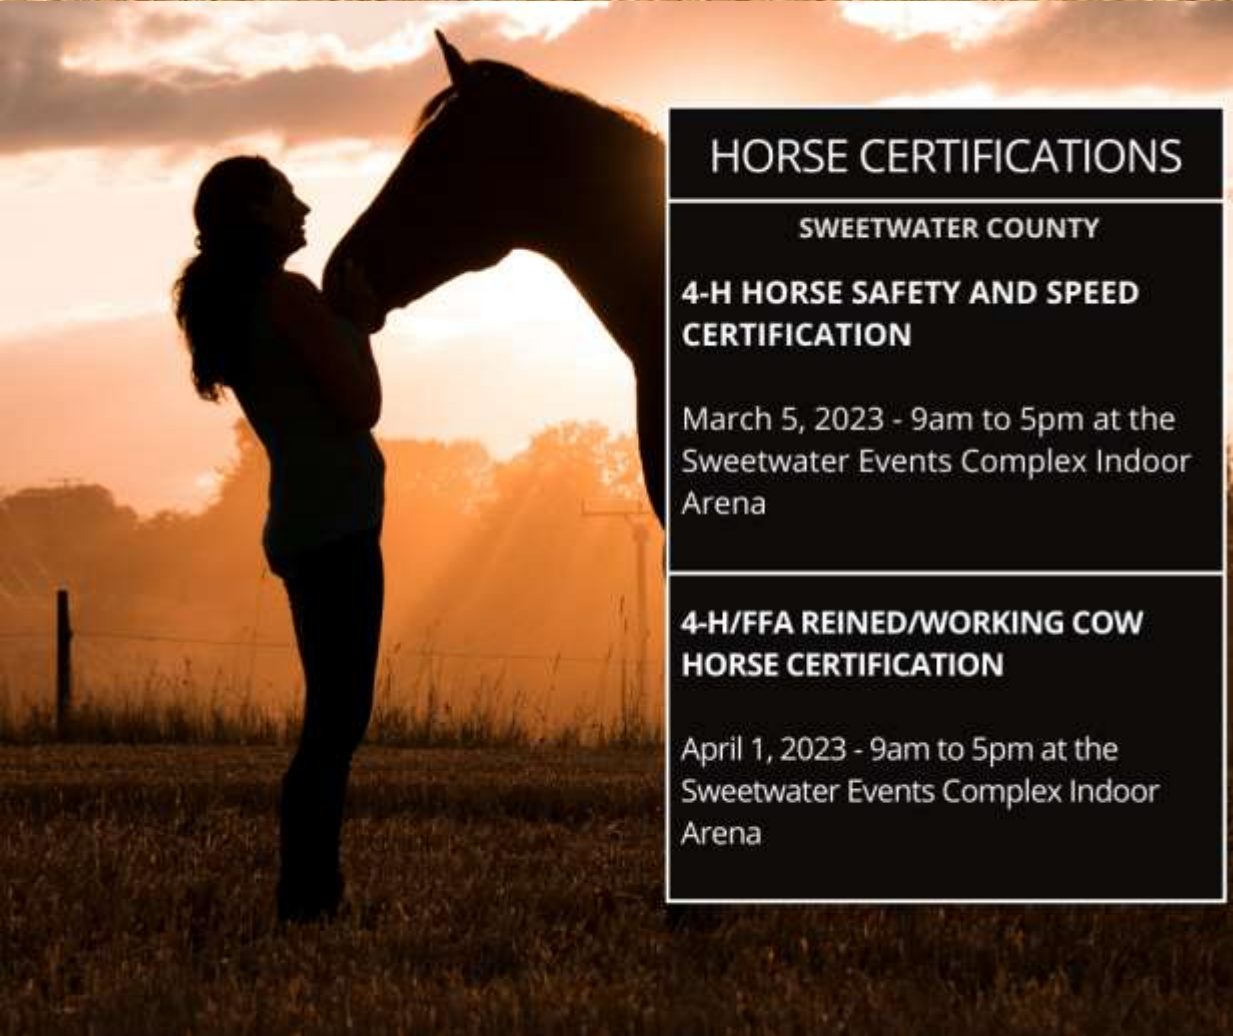 HORSE CERTIFICATIONS
SWEETWATER COUNTY
4-H HORSE SAFETY AND SPEED
CERTIFICATION
March 5, 2023 - 9am to 5pm at the
Sweetwater Events Complex Indoor
Arena
4-H/FFA REINED/WORKING COW
HORSE CERTIFICATION
April 1, 2023 - 9am to 5pm at the
Sweetwater Events Complex Indoor
Arena